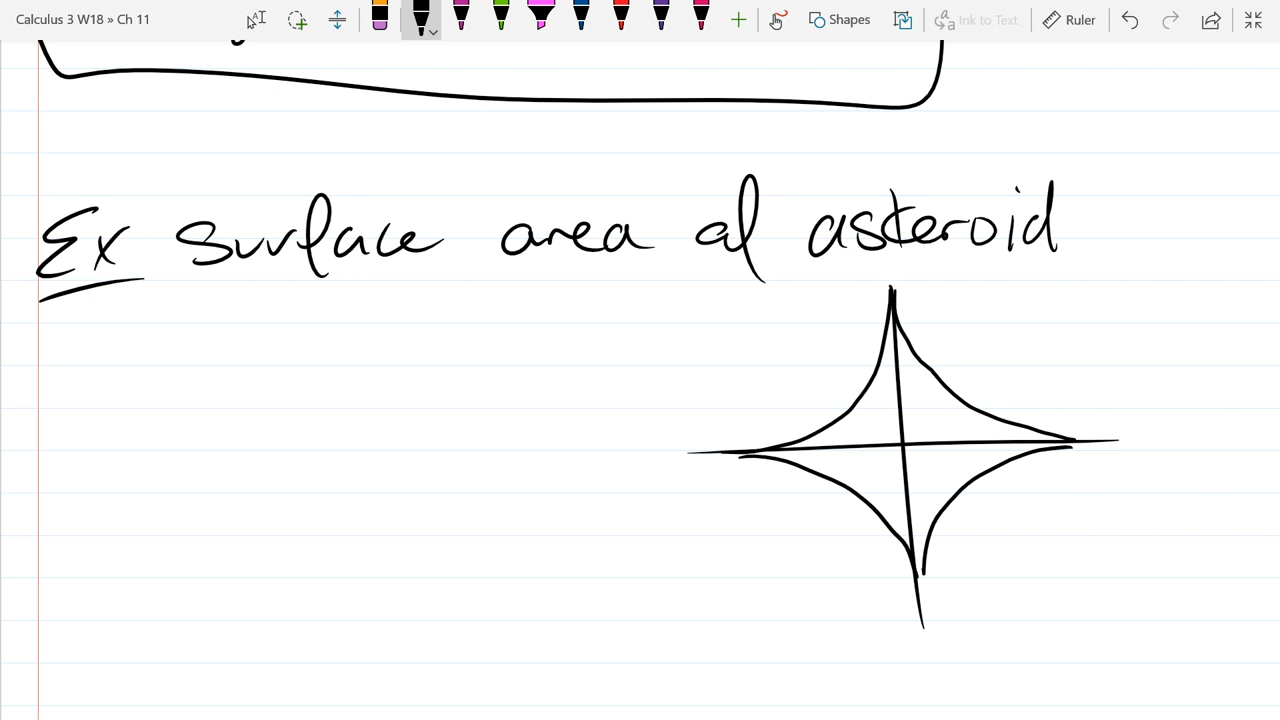 Calculus 3 W18 » Ch 11
Shapes
Ink to Text
Ruler
Ex surface area of asteroid